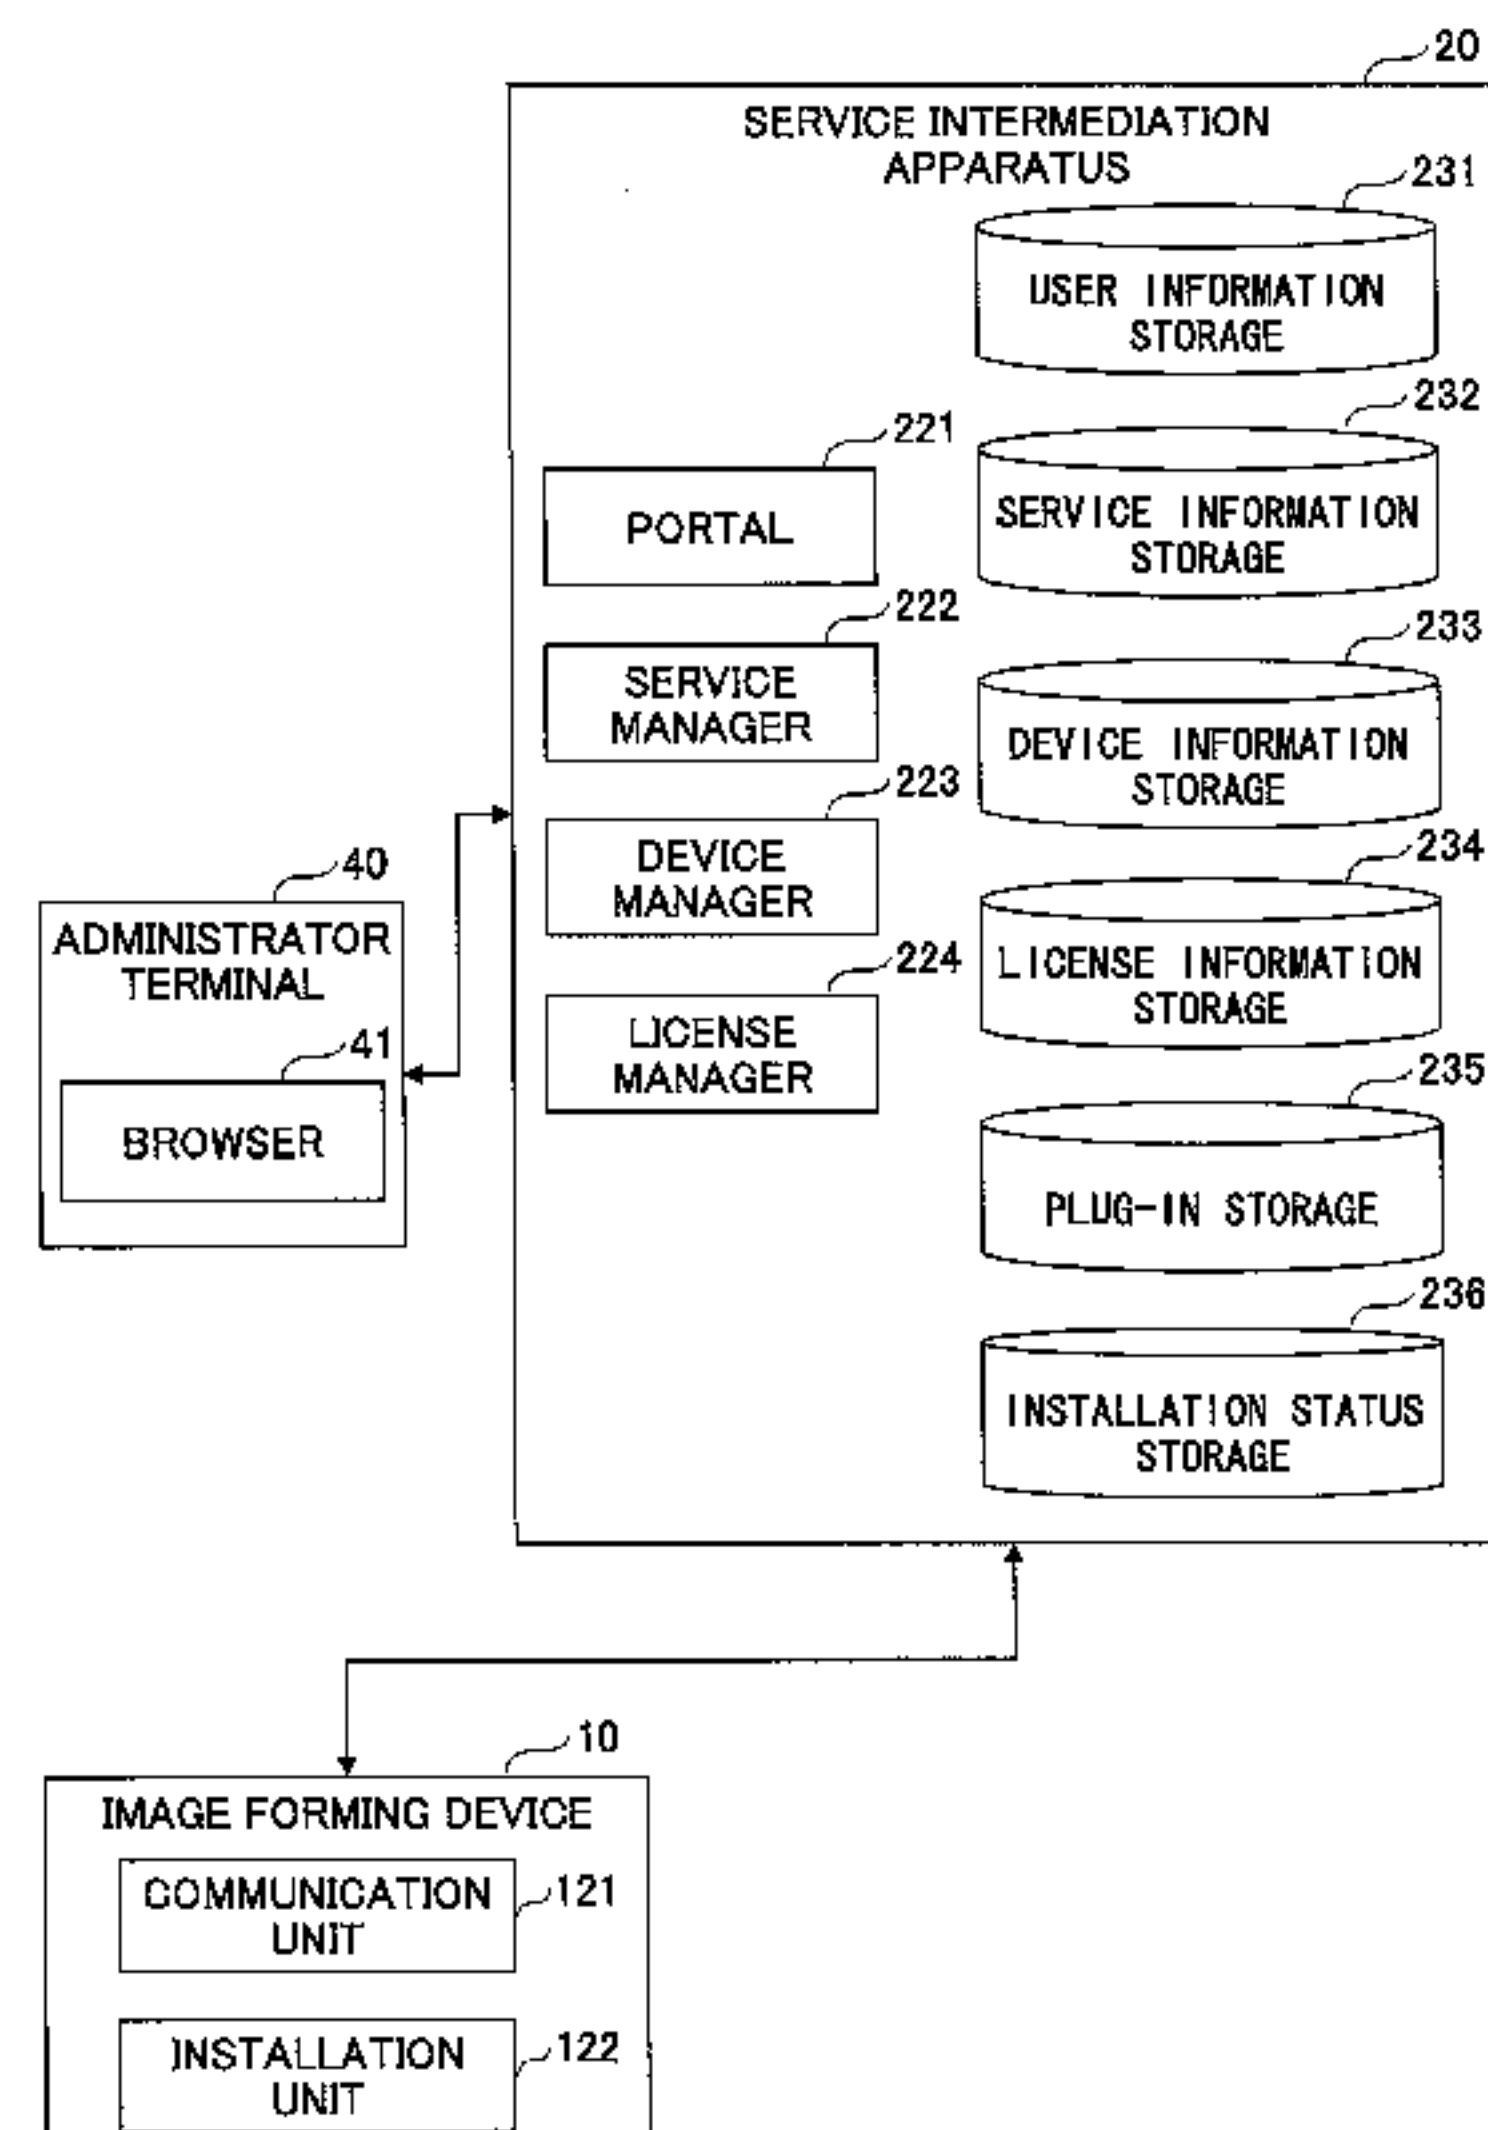 20
SERVICE INTERMEDIATION
APPARATUS
231
USER INFORMATION
STORAGE
232
SERVICE INFORMATION
STORAGE
221
PORTAL
222
SERVICE
MANAGER
233
DEVICE INFORMATION
STORAGE
223
DEVICE
MANAGER
234
LICENSE INFORMATION
STORAGE
224
LICENSE
MANAGER
40
ADMINISTRATOR
TERMINAL
41
BROWSER
235
PLUG-IN STORAGE
236
INSTALLATION STATUS
STORAGE
10
IMAGE FORMING DEVICE
COMMUNICATION
UNIT
121
INSTALLATION
UNIT
122